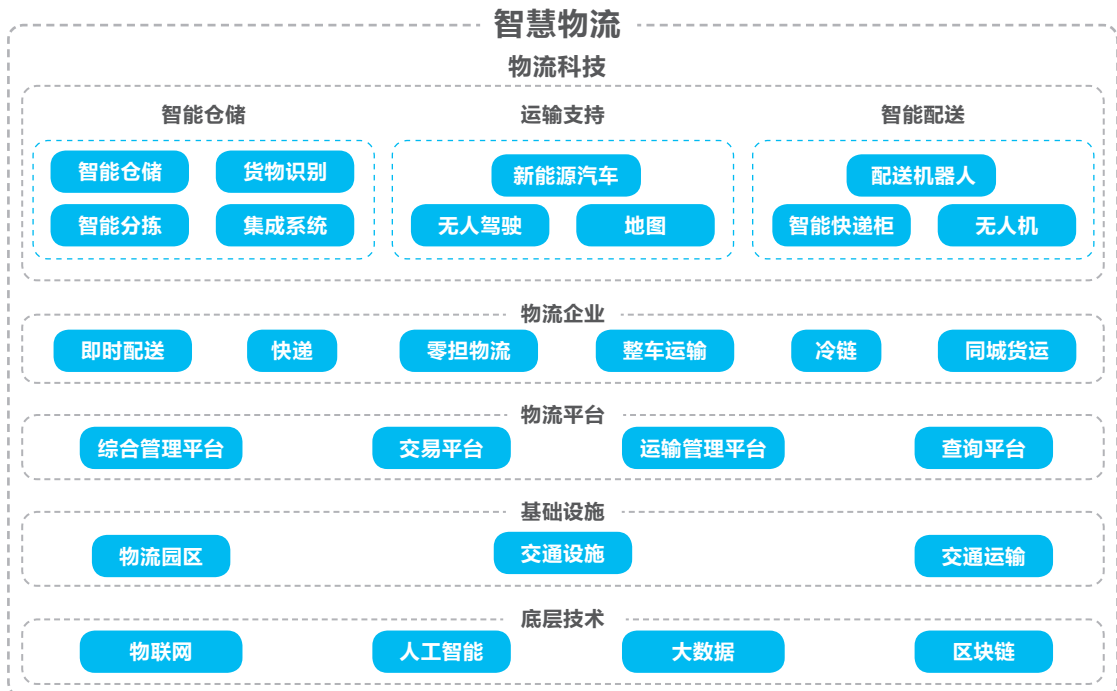 智慧物流
物流科技
智能仓储 运输支持 智能配送
智能仓储 货物识别 新能源汽车 配送机器人
智能分拣 集成系统 无人驾驶 地图 智能快递柜 无人机
物流企业
即时配送 快递 零担物流 整车运输 冷链 同城货运
物流平台
综合管理平台 交易平台 运输管理平台 查询平台
基础设施
物流园区 交通设施 交通运输
底层技术
物联网 人工智能 大数据 区块链